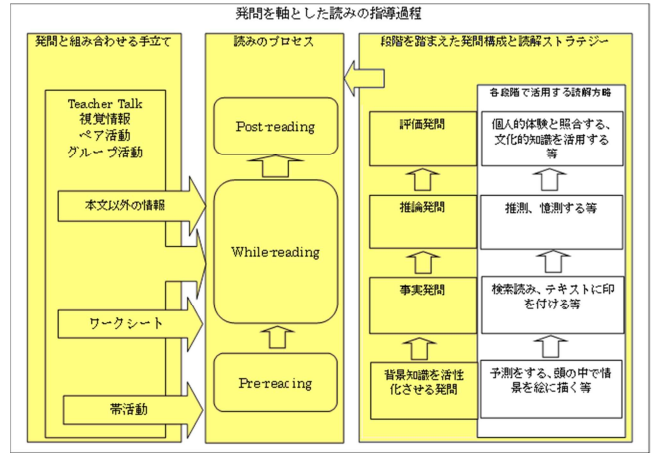 発問を軸とした読みの指導過程
発問と組み合わせる手立て
Teacher Talk
視覚情報
ペア活動
グループ活動
本文以外の情報
ワークシート
帯活動
読みのプロセス
Post-reading
While-reading
Pre-reading
段階を踏まえた発問構成と読解ストラテジー
評価発問
推論発問
事実発問
背景知識を活性
化させる発問
各段階で活用する読解方略
個人的体験と照合する、
文化的知識を活用する
等
推測、憶測する等
検索読み、テキストに印
を付ける等
予測をする、頭の中で情
景を絵に描く等